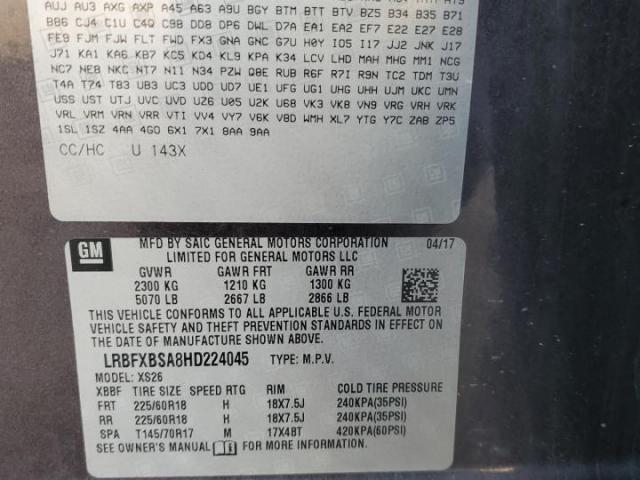 AUJ AU3 AXG AXP A45 A63 A9U BGY BTM BTT BTV BZ5 B34 B35 B71
B86 CJ4 C1U C4Q C9B DD8 DP6 DWL D7A EA1 EA2 EF7 E22 E27 E28
FE9 FJM FJW FLT FWD FX3 GNA GNC G7U H0Y IO5 I17 JJ2 JNK J17
J71 KA1 KA6 KB7 KC5 KD4 KL9 KPA K34 LCV LHD MAH MHG MM1 NCG
NC7 NE8 NKC NT7 N11 N34 PZW Q8E RUB R6F R7I R9N TC2 TDM T3U
T4A T74 T83 UB3 UC3 UDD UD7 UE1 UFG UG1 UHG UJM UKC UMN
USS UST UTJ UVC UVD U26 U05 U2K U68 VK3 VK8 VN9 VRG VRH VRK
VRL VRM VRN VRR VTI VV4 VY7 V6K V8D WMH XL7 YTG Y7C ZAB ZP5
1SL 1SZ 4AA 4GO 6X1 7X1 8AA 9AA
CC/HC U 143X
GM
MFD BY SAIC GENERAL MOTORS CORPORATION 04/17
LIMITED FOR GENERAL MOTORS LLC
GVWR GAWR FRT GAWR RR
2300 KG 1210 KG 1300 KG
5070 LB 2667 LB 2866 LB
THIS VEHICLE CONFORMS TO ALL APPLICABLE U.S. FEDERAL MOTOR
VEHICLE SAFETY AND THEFT PREVENTION STANDARDS IN EFFECT ON
THE DATE OF MANUFACTURE SHOWN ABOVE.
LRBFXBSA8HD224045 TYPE: M.P.V.
MODEL: XS26
XBBF TIRE SIZE SPEED RTG RIM COLD TIRE PRESSURE
FRT 225/60R18 H 18X7.5J 240KPA(35PSI)
RR 225/60R18 H 18X7.5J 240KPA(35PSI)
SPA T145/70R17 M 17X4BT 420KPA(60PSI)
SEE OWNER'S MANUAL FOR MORE INFORMATION